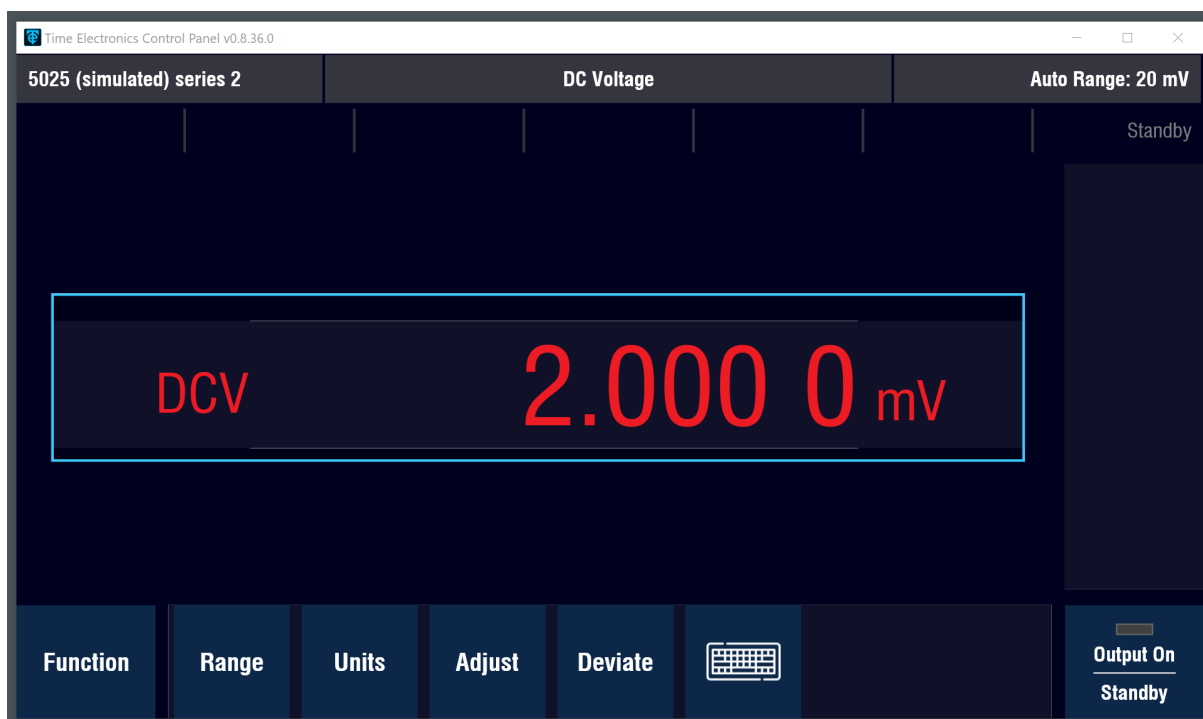 Time Electronics Control Panel v0.8.36.0
5025 (simulated) series 2
DC Voltage
Auto Range: 20 mV
Standby
DCV 2.000 0 mV
Function
Range
Units
Adjust
Deviate
Output On
Standby